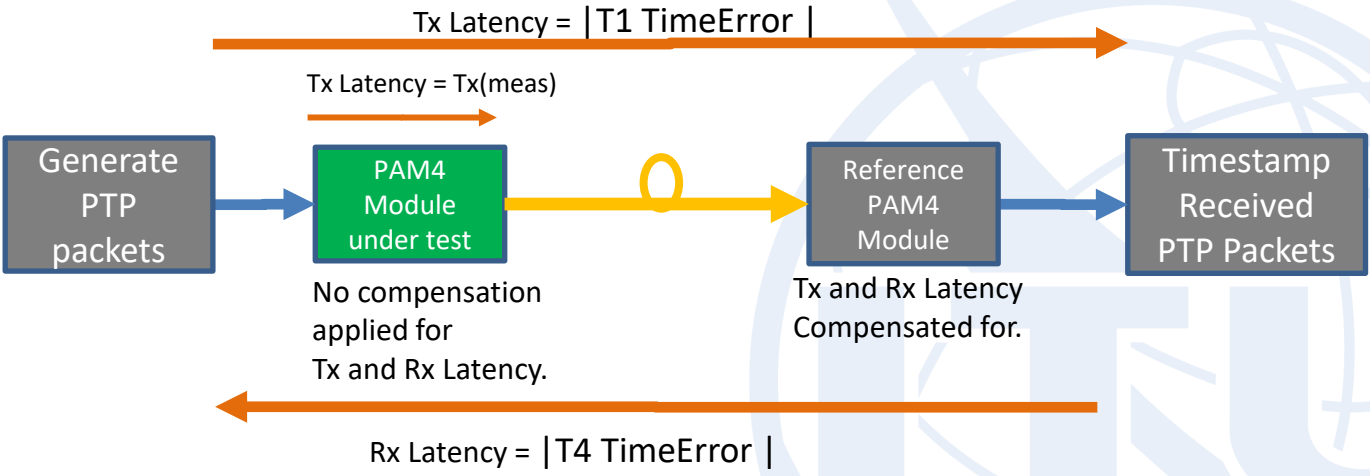 Tx Latency = |T1 TimeError |
Tx Latency = Tx(meas)
Generate
PTP
packets
PAM4
Module
under test
Reference
PAM4
Module
Timestamp
Received
PTP Packets
No compensation
applied for
Tx and Rx Latency.
Tx and Rx Latency
Compensated for.
Rx Latency = |T4 TimeError |
ITU